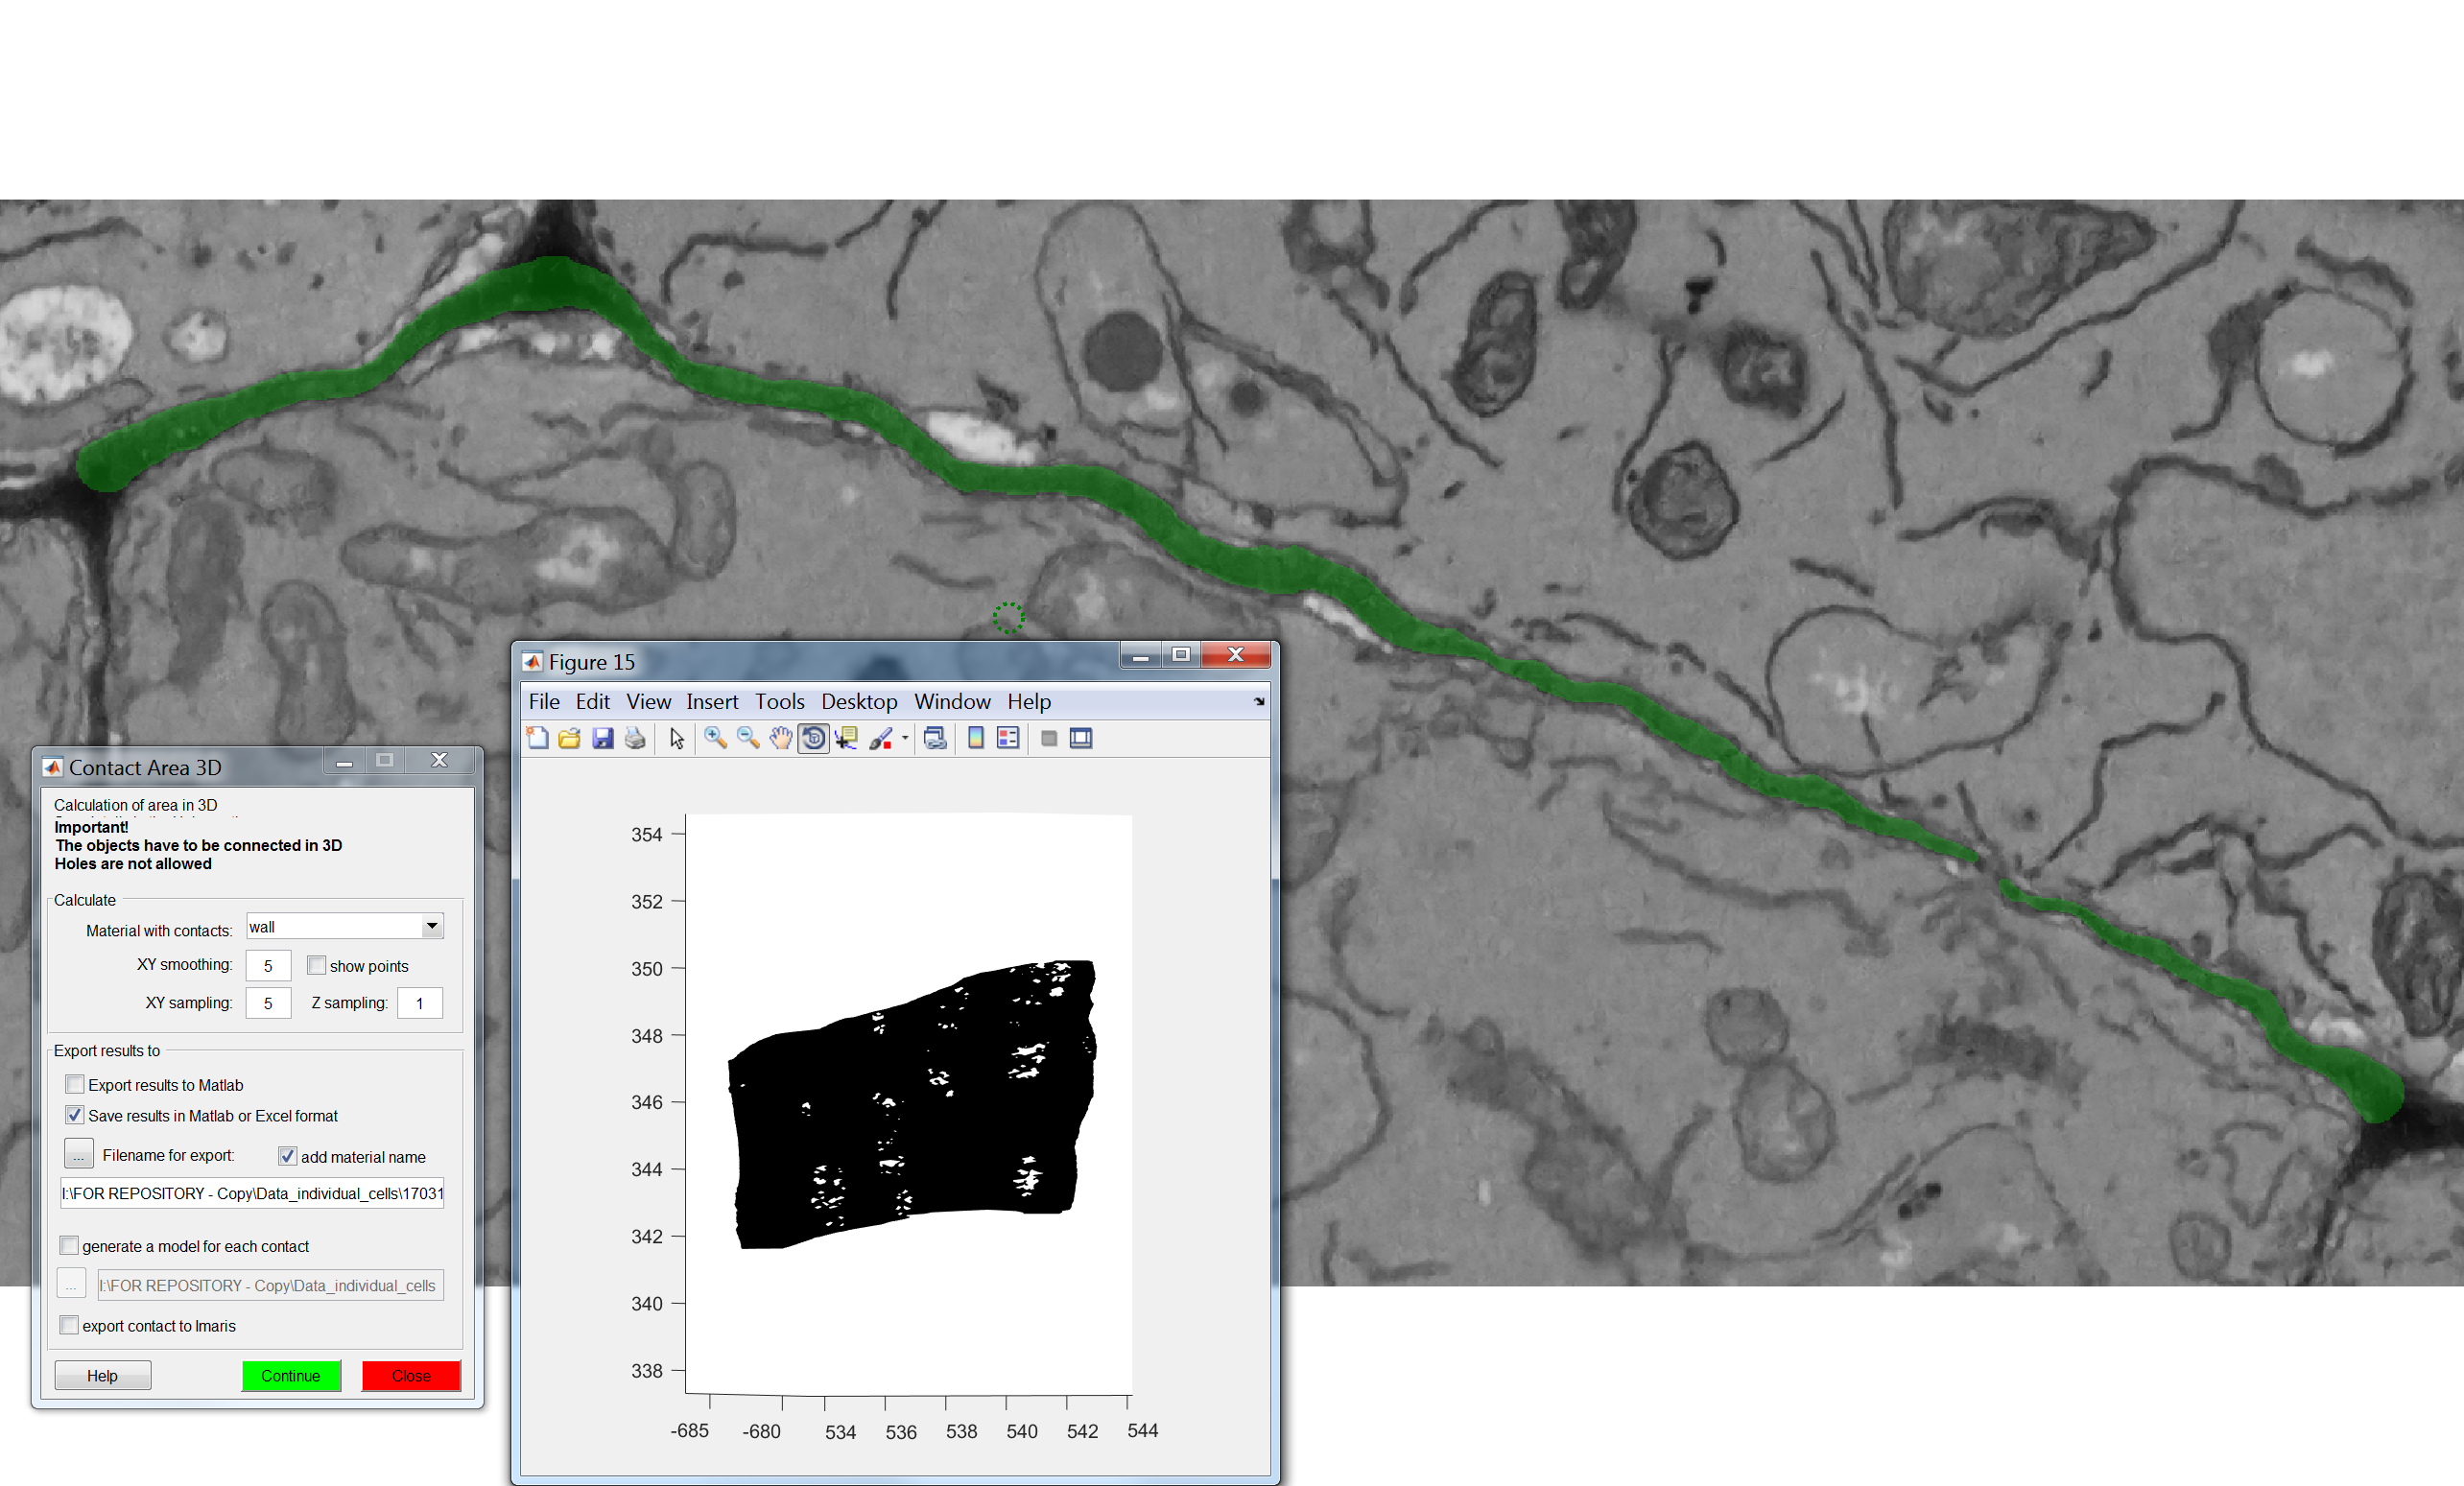 Figure 15
File Edit View Insert Tools Desktop Window Help
354
352
350
348
346
344
342
340
338
-685 -680 534 536 538 540 542 544
Contact Area 3D
Calculation of area in 3D
Important!
The objects have to be connected in 3D
Holes are not allowed
Calculate
Material with contacts: wall
XY smoothing: 5 show points
XY sampling: 5 Z sampling: 1
Export results to
Export results to Matlab
Save results in Matlab or Excel format
... Filename for export: add material name
I:\FOR REPOSITORY - Copy\Data_individual_cells\17031
generate a model for each contact
... I:\FOR REPOSITORY - Copy\Data_individual_cells
export contact to Imaris
Help Continue Close